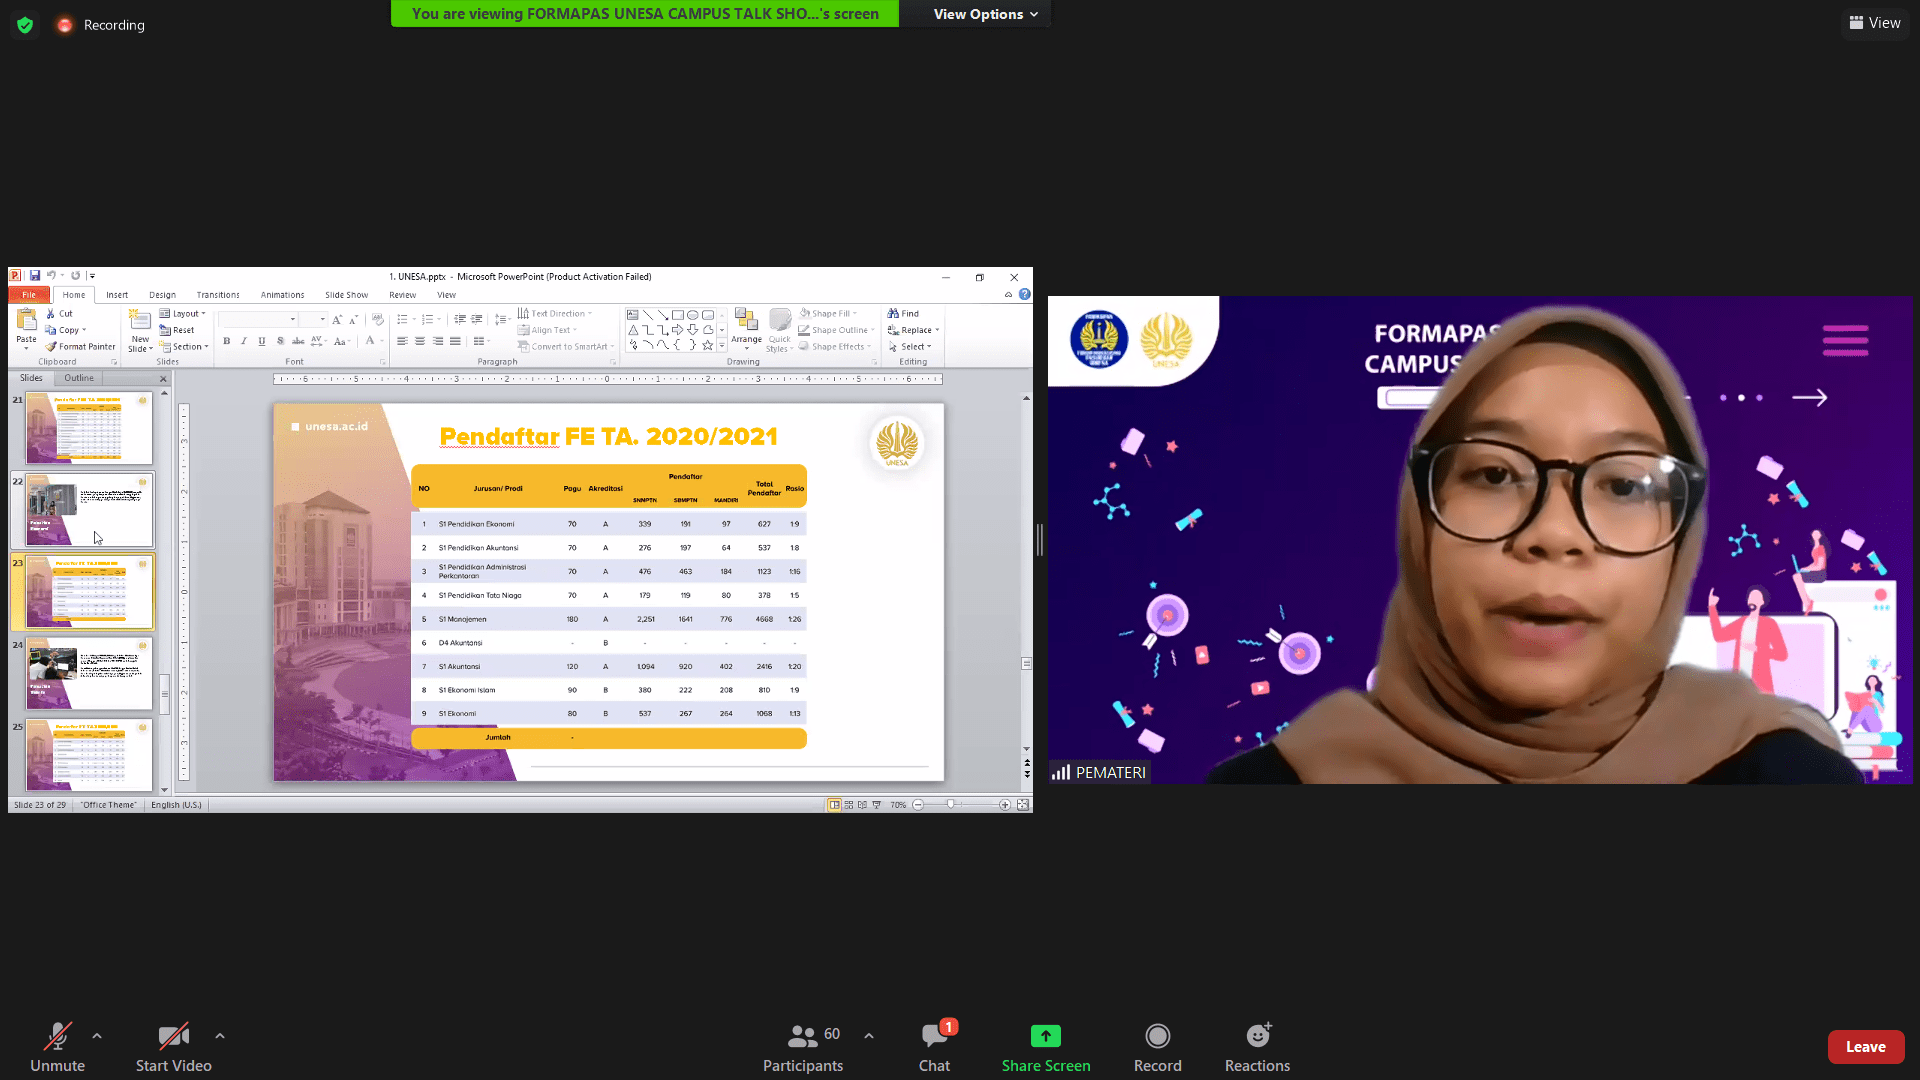 Recording
You are viewing FORMAPAS UNESA CAMPUS TALK SHO...'s screen
View Options
View
1. UNESA.pptx - Microsoft PowerPoint (Product Activation Failed)
File Home Insert Design Transitions Animations Slide Show Review View
Paste
Cut
Copy
Format Painter
Clipboard
New Slide
Layout
Reset
Section
Slides
Font
Text Direction
Align Text
Convert to SmartArt
Paragraph
Arrange
Quick Styles
Shape Fill
Shape Outline
Shape Effects
Drawing
Find
Replace
Select
Editing
Slides Outline
21
22
23
24
25
unesa.ac.id
Pendaftar FE TA. 2020/2021
UNESA
NO Jurusan/ Prodi Pagu Akreditasi Pendaftar Total Pendaftar Rasio
SNMPTN SBMPTN MANDIRI
1 S1 Pendidikan Ekonomi 70 A 339 191 97 627 1:9
2 S1 Pendidikan Akuntansi 70 A 276 197 64 537 1:8
3 S1 Pendidikan Administrasi Perkantoran 70 A 476 463 184 1123 1:16
4 S1 Pendidikan Tata Niaga 70 A 179 119 80 378 1:5
5 S1 Manajemen 180 A 2,251 1641 776 4668 1:26
6 D4 Akuntansi - B - - - - -
7 S1 Akuntansi 120 A 1,094 920 402 2416 1:20
8 S1 Ekonomi Islam 90 B 380 222 208 810 1:9
9 S1 Ekonomi 80 B 537 267 264 1068 1:13
Jumlah -
Slide 23 of 29 "Office Theme" English (U.S.) 70%
UNESA
FORMAPAS
CAMPUS
PEMATERI
Unmute
Start Video
60
Participants
1
Chat
Share Screen
Record
Reactions
Leave